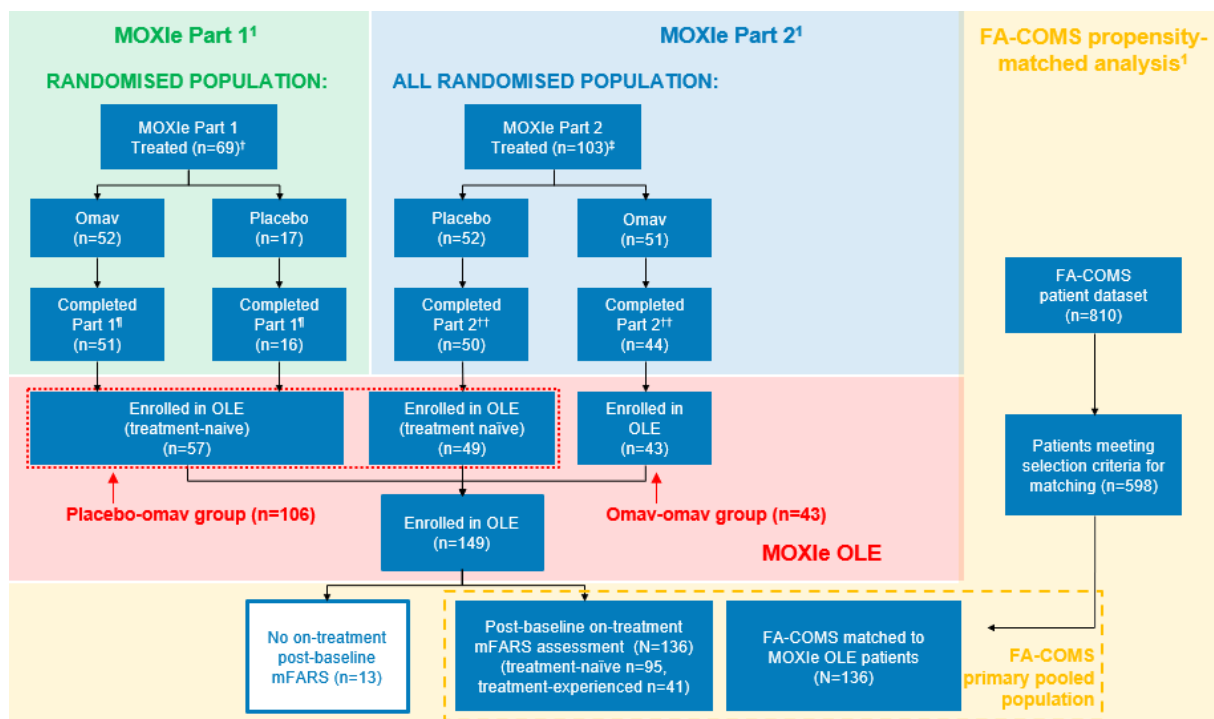 MOXIe Part 1¹
RANDOMISED POPULATION:
MOXIe Part 1
Treated (n=69)†
Omav
(n=52)
Placebo
(n=17)
Completed
Part 1¶
(n=51)
Completed
Part 1¶
(n=16)
MOXIe Part 2¹
ALL RANDOMISED POPULATION:
MOXIe Part 2
Treated (n=103)‡
Placebo
(n=52)
Omav
(n=51)
Completed
Part 2††
(n=50)
Completed
Part 2††
(n=44)
FA-COMS propensity-
matched analysis¹
FA-COMS
patient dataset
(n=810)
Patients meeting
selection criteria for
matching (n=598)
Enrolled in OLE
(treatment-naive)
(n=57)
Enrolled in OLE
(treatment naïve)
(n=49)
Enrolled in
OLE
(n=43)
Placebo-omav group (n=106)
Enrolled in OLE
(n=149)
Omav-omav group (n=43)
MOXIe OLE
No on-treatment
post-baseline
mFARS (n=13)
Post-baseline on-treatment
mFARS assessment (N=136)
(treatment-naïve n=95,
treatment-experienced n=41)
FA-COMS matched to
MOXIe OLE patients
(N=136)
FA-COMS
primary pooled
population